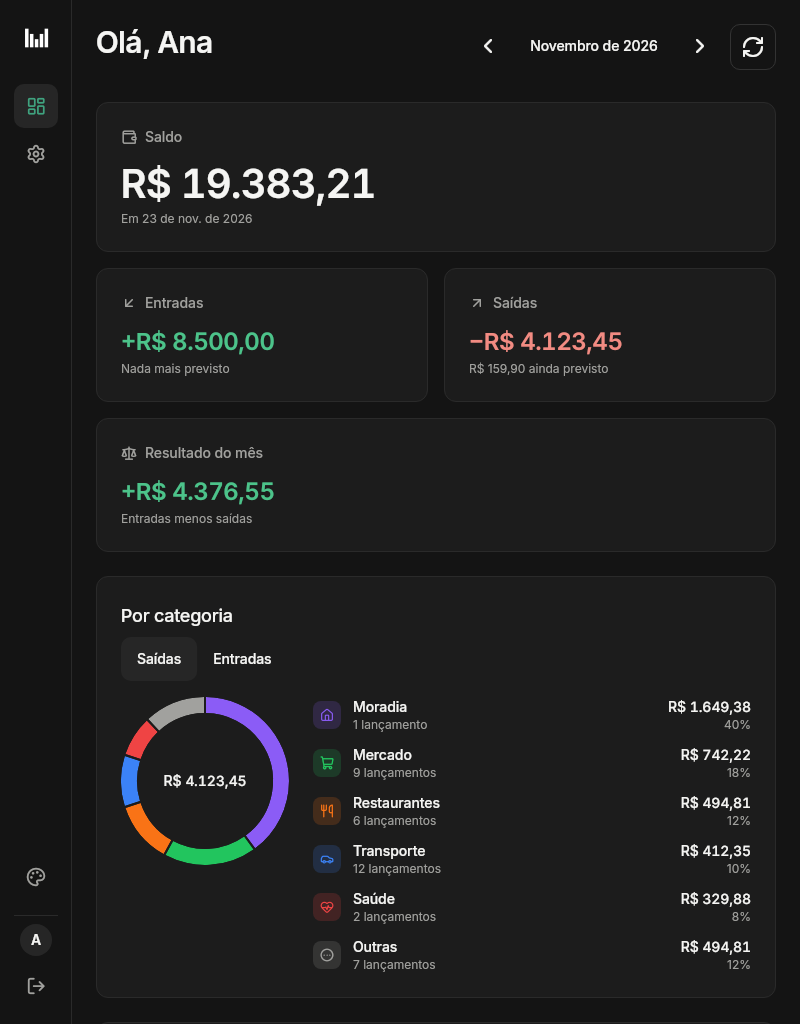 Olá, Ana
Novembro de 2026
Saldo
R$ 19.383,21
Em 23 de nov. de 2026
Entradas
+R$ 8.500,00
Nada mais previsto
Saídas
−R$ 4.123,45
R$ 159,90 ainda previsto
Resultado do mês
+R$ 4.376,55
Entradas menos saídas
Por categoria
Saídas
Entradas
R$ 4.123,45
Moradia
R$ 1.649,38
1 lançamento
40%
Mercado
R$ 742,22
9 lançamentos
18%
Restaurantes
R$ 494,81
6 lançamentos
12%
Transporte
R$ 412,35
12 lançamentos
10%
Saúde
R$ 329,88
2 lançamentos
8%
Outras
R$ 494,81
7 lançamentos
12%
A